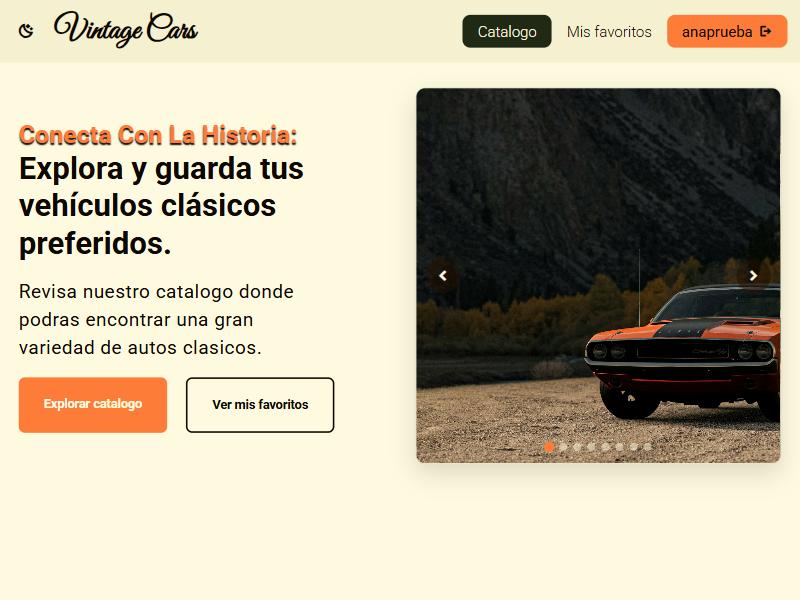 Vintage Cars
Catalogo
Mis favoritos
anaprueba
Conecta Con La Historia:
Explora y guarda tus
vehículos clásicos
preferidos.
Revisa nuestro catalogo donde
podras encontrar una gran
variedad de autos clasicos.
Explorar catalogo
Ver mis favoritos